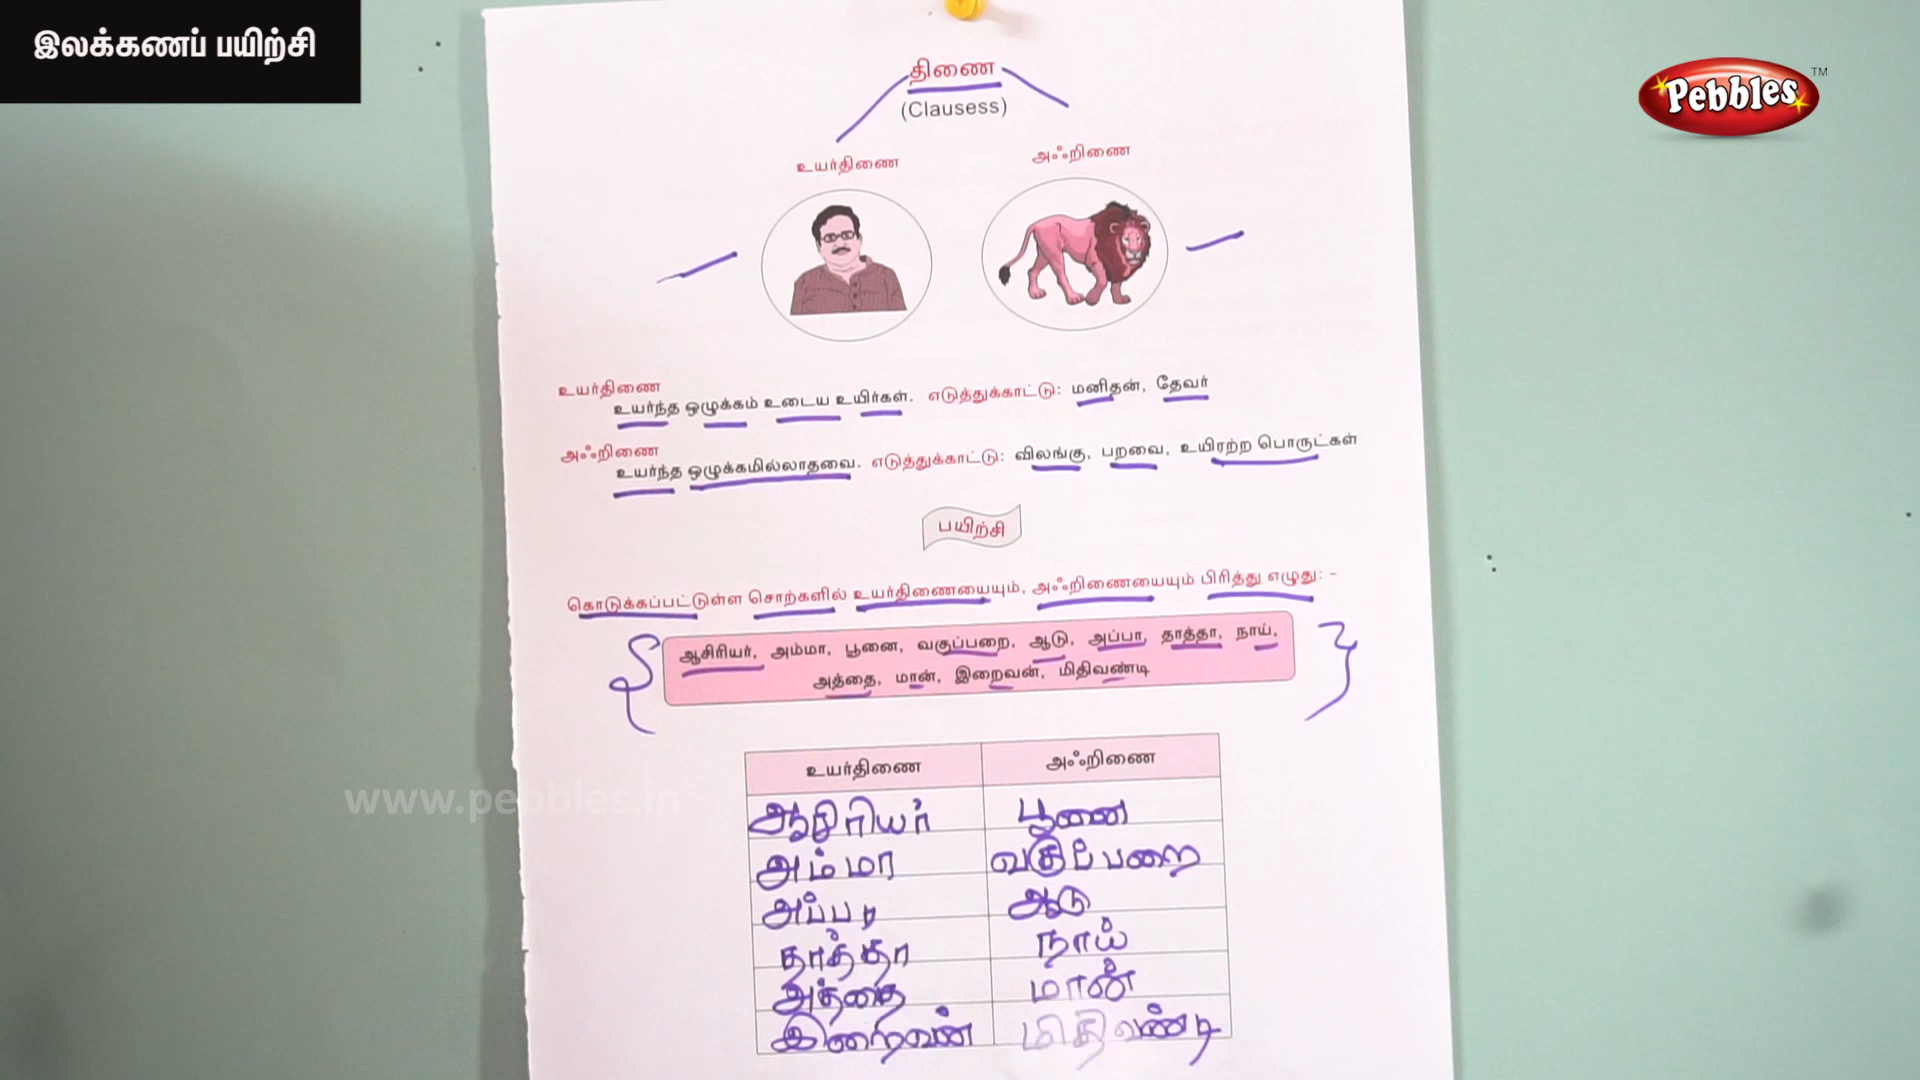 இலக்கணப் பயிற்சி
Pebbles TM
திணை
(Clausess)
உயர்திணை
அஃறிணை
உயர்திணை
உயர்ந்த ஒழுக்கம் உடைய உயிர்கள். எடுத்துக்காட்டு: மனிதன், தேவர்
அஃறிணை
உயர்ந்த ஒழுக்கமில்லாதவை. எடுத்துக்காட்டு: விலங்கு, பறவை, உயிரற்ற பொருட்கள்
பயிற்சி
கொடுக்கப்பட்டுள்ள சொற்களில் உயர்திணையையும், அஃறிணையையும் பிரித்து எழுது: -
ஆசிரியர், அம்மா, பூனை, வகுப்பறை, ஆடு, அப்பா, தாத்தா, நாய்,
அத்தை, மான், இறைவன், மிதிவண்டி
உயர்திணை அஃறிணை
ஆசிரியர் பூனை
அம்மா வகுப்பறை
அப்பா ஆடு
தாத்தா நாய்
அத்தை மான்
இறைவன் மிதிவண்டி
www.pebbles.in